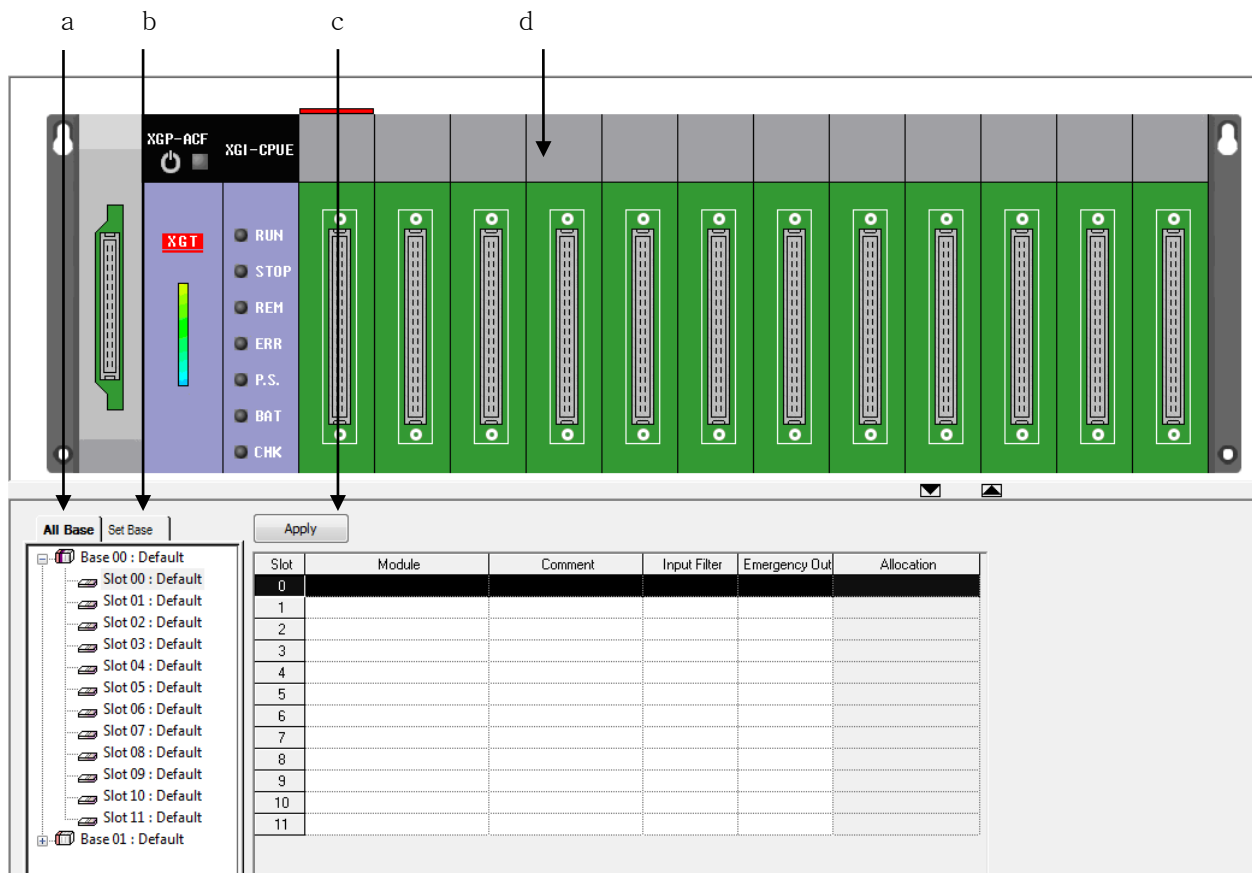 a b c d
XGP-ACF
XGI-CPUE
XGT
RUN
STOP
REM
ERR
P.S.
BAT
CHK
All Base Set Base
Base 00 : Default
Slot 00 : Default
Slot 01 : Default
Slot 02 : Default
Slot 03 : Default
Slot 04 : Default
Slot 05 : Default
Slot 06 : Default
Slot 07 : Default
Slot 08 : Default
Slot 09 : Default
Slot 10 : Default
Slot 11 : Default
Base 01 : Default
Apply
Slot Module Comment Input Filter Emergency Out Allocation
0
1
2
3
4
5
6
7
8
9
10
11